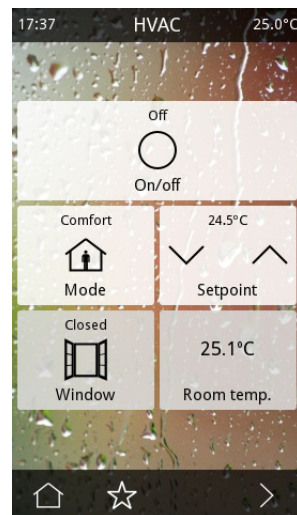 17:37 HVAC 25.0°C
Off
On/off
Comfort
Mode
24.5°C
Setpoint
Closed
Window
25.1°C
Room temp.